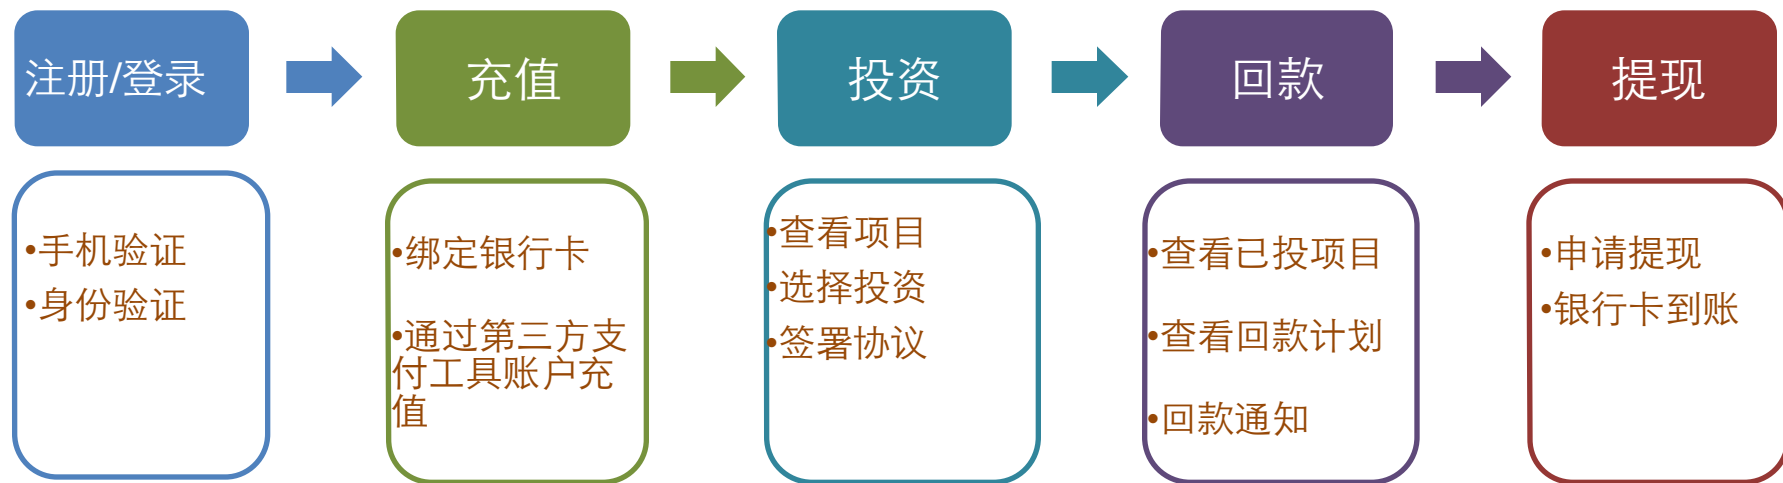 注册/登录
充值
投资
回款
提现
•手机验证
•身份验证
•绑定银行卡
•通过第三方支
付工具账户充
值
•查看项目
•选择投资
•签署协议
•查看已投项目
•查看回款计划
•回款通知
•申请提现
•银行卡到账